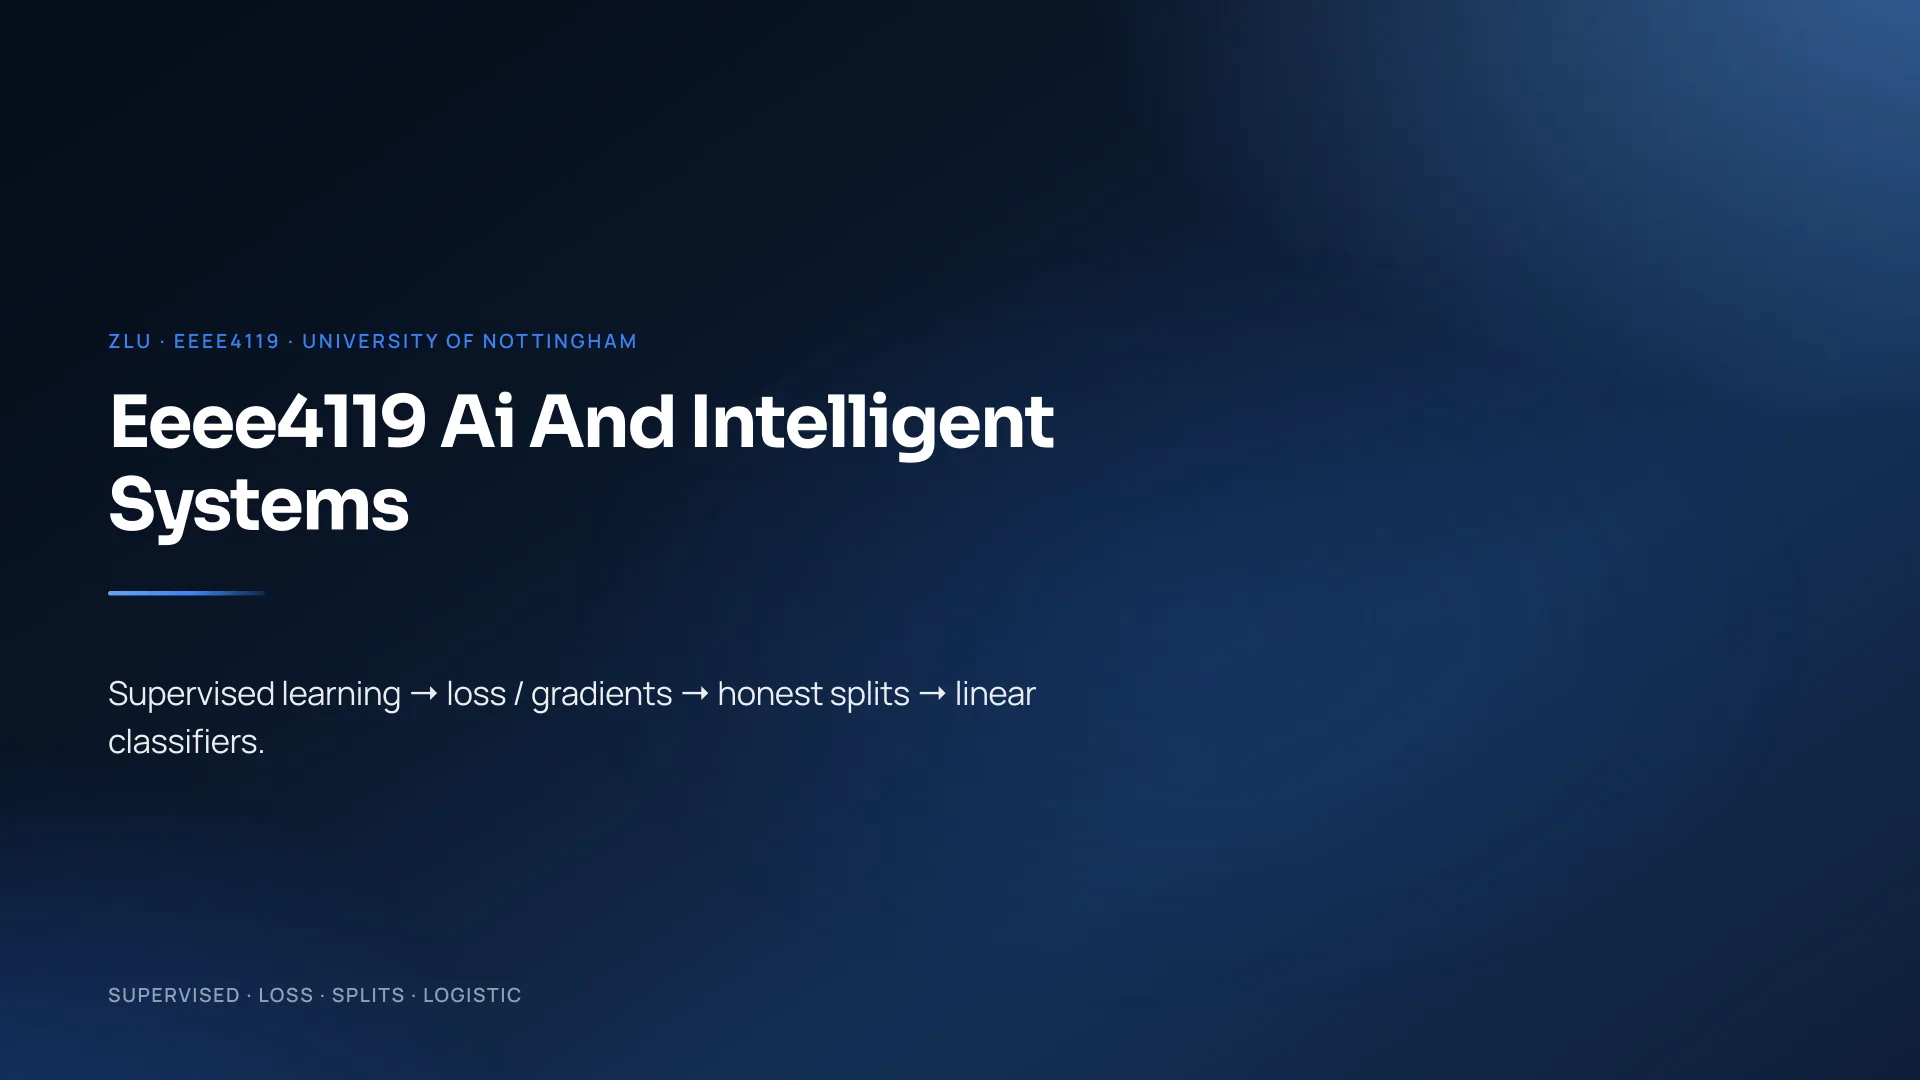 ZLU · EEEE4119 · UNIVERSITY OF NOTTINGHAM
Eeee4119 Ai And Intelligent
Systems
Supervised learning → loss / gradients → honest splits → linear
classifiers.
SUPERVISED · LOSS · SPLITS · LOGISTIC